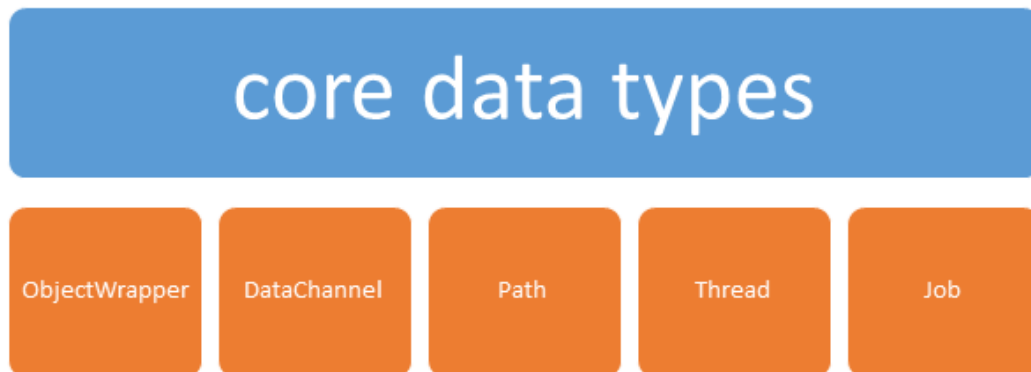 core data types
ObjectWrapper
DataChannel
Path
Thread
Job